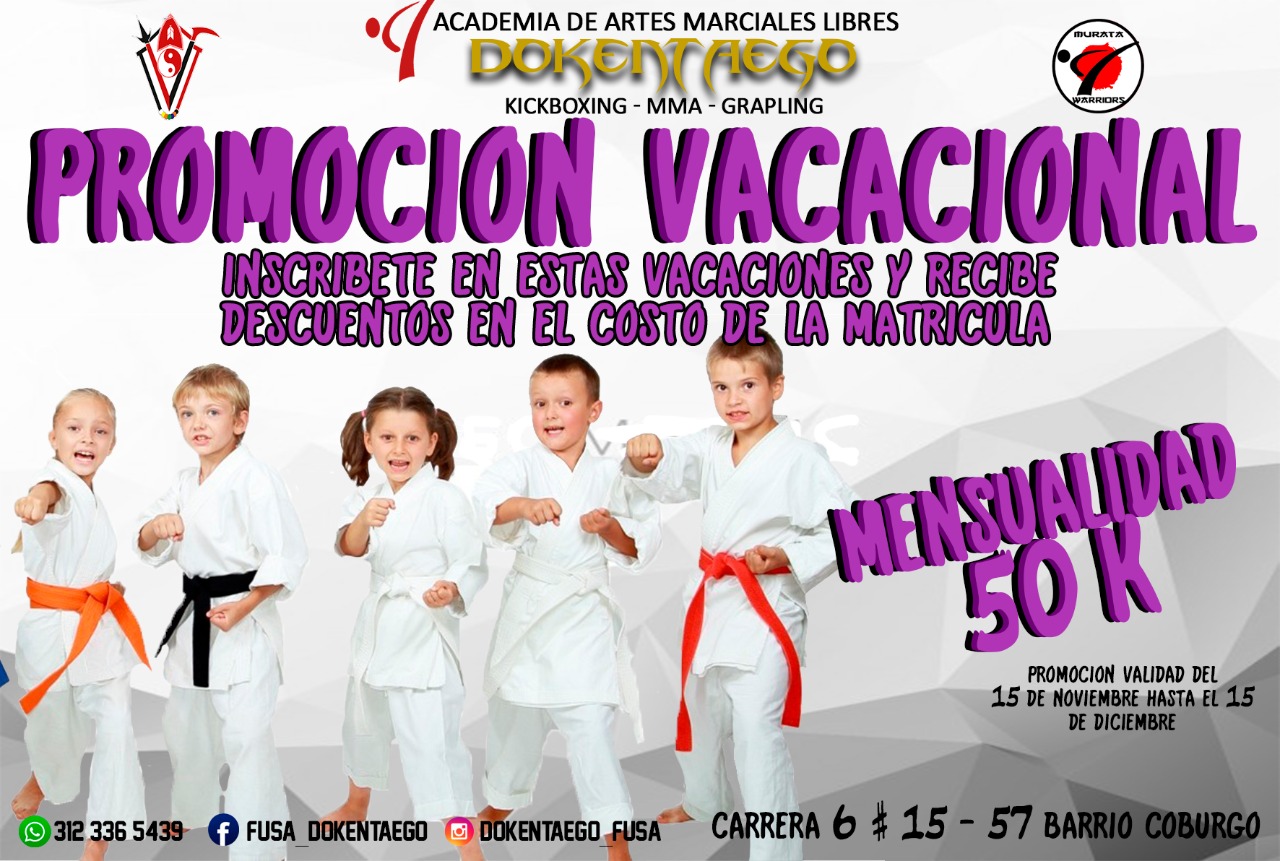 ACADEMIA DE ARTES MARCIALES LIBRES
DOKENTAEGO
KICKBOXING - MMA - GRAPLING
MURATA
WARRIORS
PROMOCION VACACIONAL
INSCRIBETE EN ESTAS VACACIONES Y RECIBE
DESCUENTOS EN EL COSTO DE LA MATRICULA
MENSUALIDAD
50 K
PROMOCION VALIDAD DEL
15 DE NOVIEMBRE HASTA EL 15
DE DICIEMBRE
312 336 5439 FUSA_DOKENTAEGO DOKENTAEGO_FUSA
CARRERA 6 # 15 - 57 BARRIO COBURGO